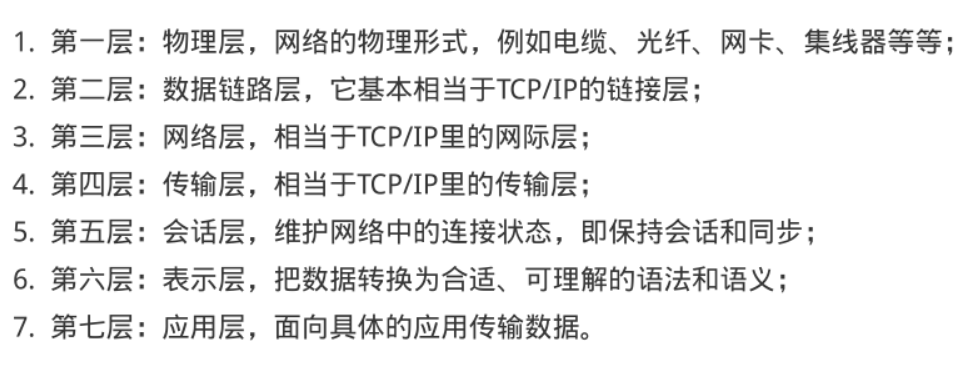 1. 第一层：物理层，网络的物理形式，例如电缆、光纤、网卡、集线器等等；
2. 第二层：数据链路层，它基本相当于TCP/IP的链接层；
3. 第三层：网络层，相当于TCP/IP里的网际层；
4. 第四层：传输层，相当于TCP/IP里的传输层；
5. 第五层：会话层，维护网络中的连接状态，即保持会话和同步；
6. 第六层：表示层，把数据转换为合适、可理解的语法和语义；
7. 第七层：应用层，面向具体的应用传输数据。